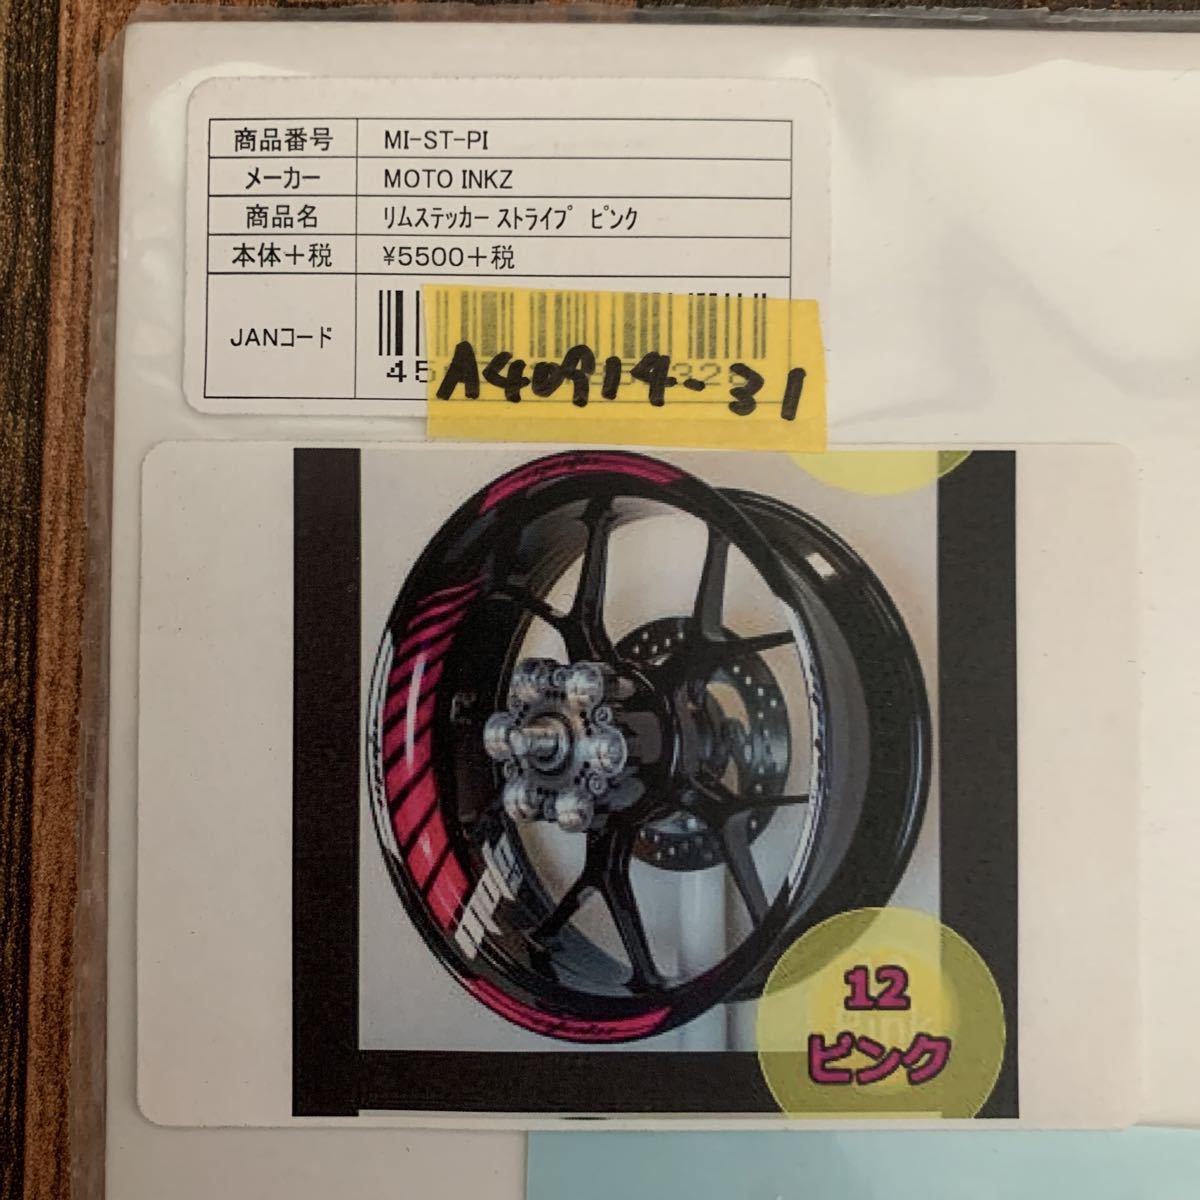 商品番号 MI-ST-PI
メーカー MOTO INKZ
商品名 ﾘﾑｽﾃｯｶｰ ｽﾄﾗｲﾌﾟ ﾋﾟﾝｸ
本体+税 ¥5500+税
JANコード
A40914-31
12
ピンク